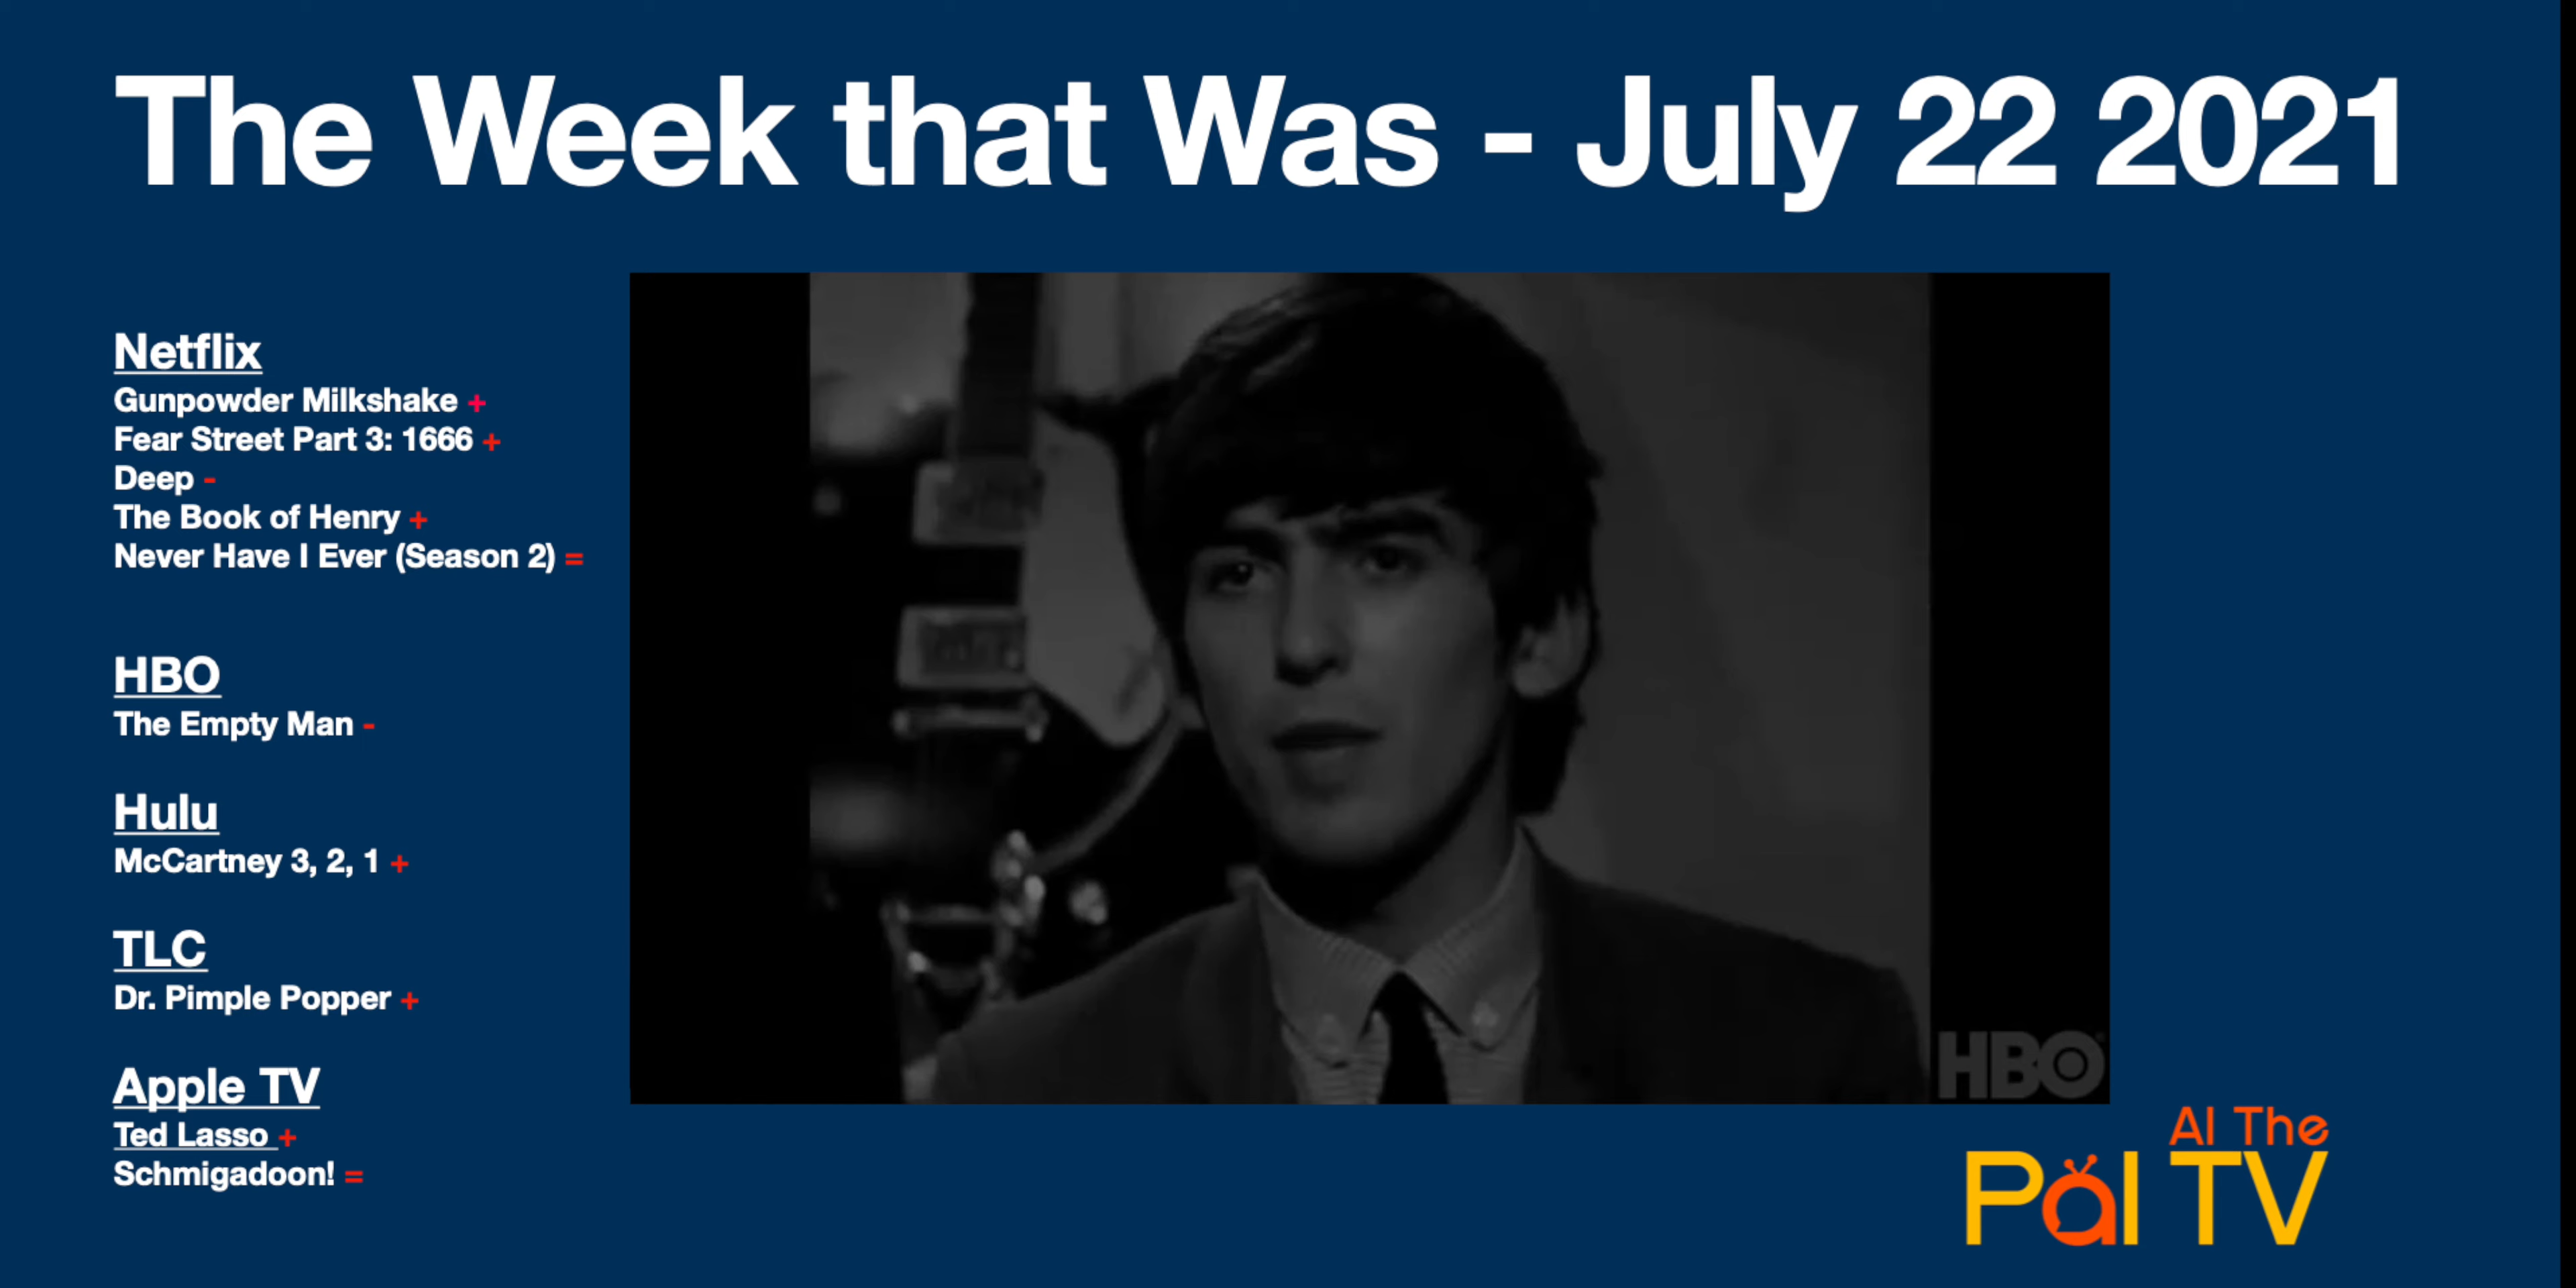 The Week that Was - July 22 2021
Netflix
Gunpowder Milkshake +
Fear Street Part 3: 1666 +
Deep -
The Book of Henry +
Never Have I Ever (Season 2) =
HBO
The Empty Man -
Hulu
McCartney 3, 2, 1 +
TLC
Dr. Pimple Popper +
Apple TV
Ted Lasso +
Schmigadoon! =
HBO
Al The
Pal TV